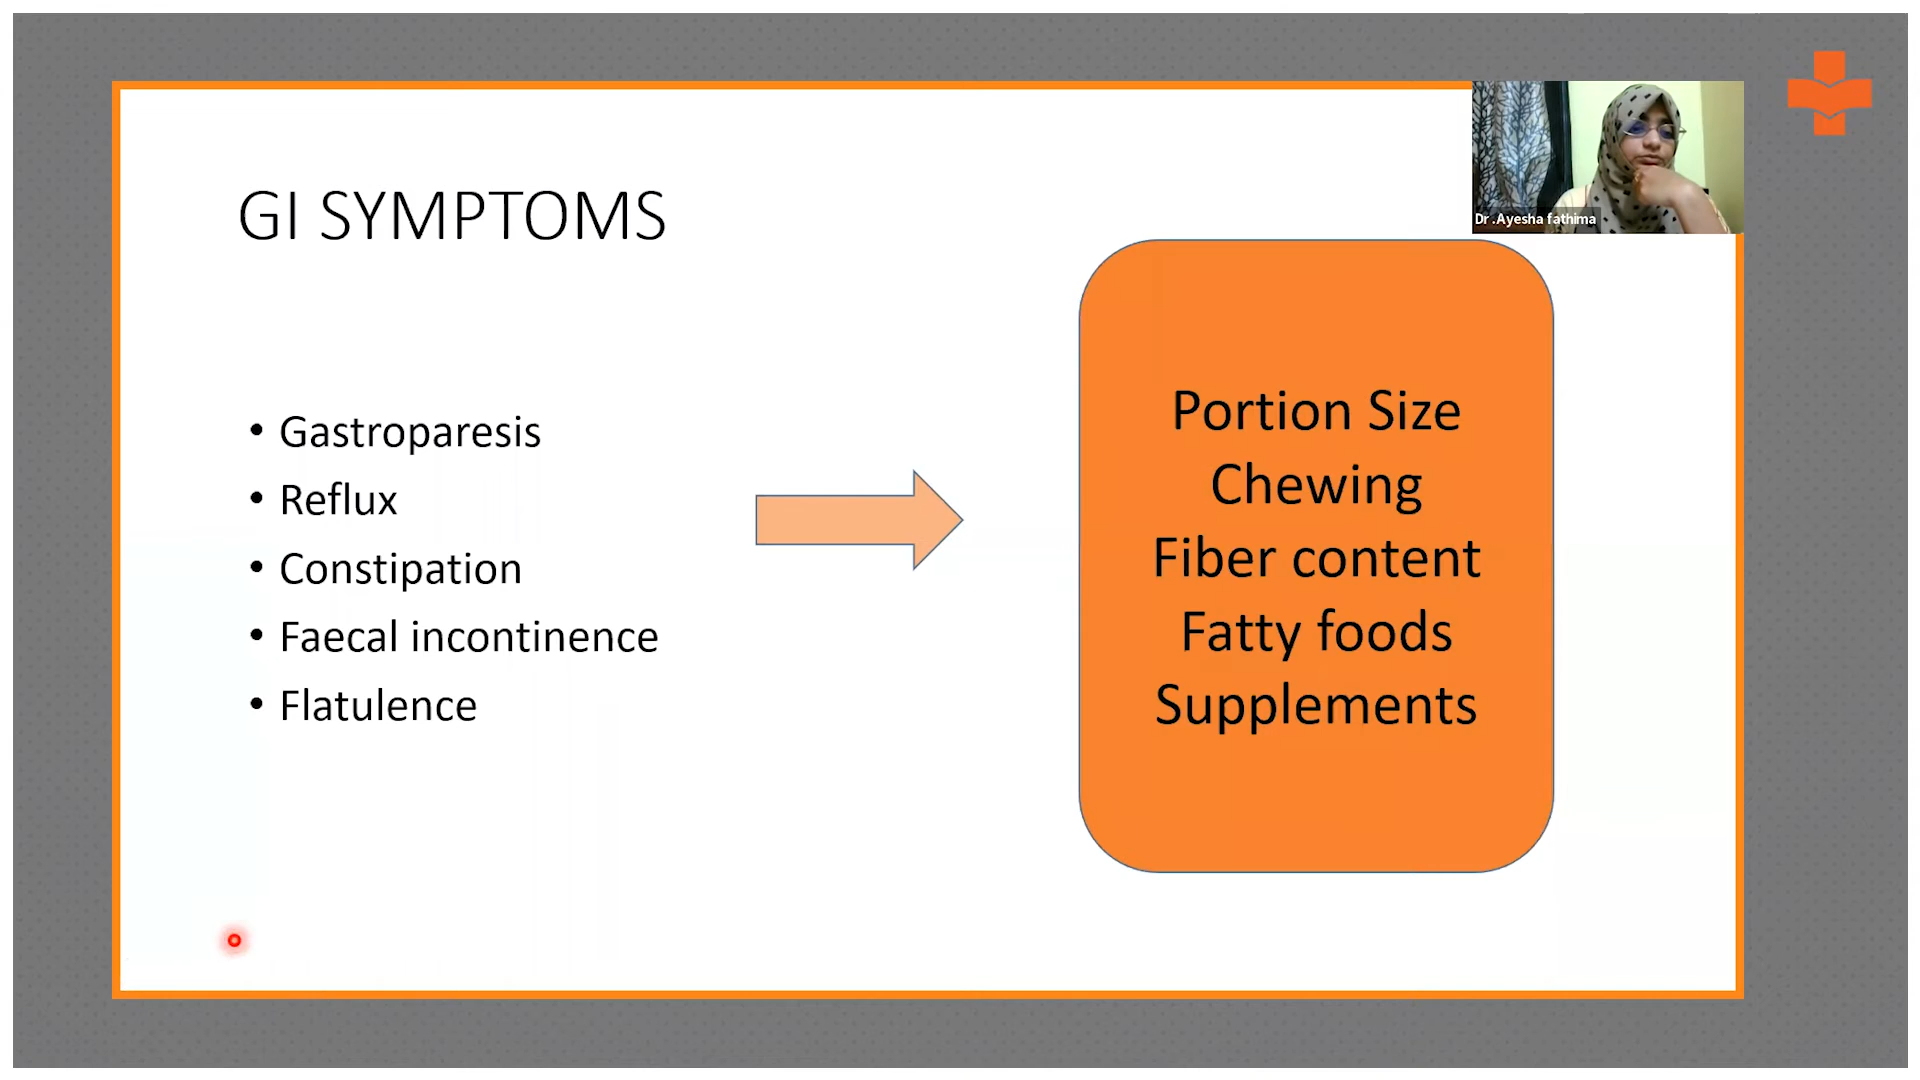 Dr .Ayesha fathima
GI SYMPTOMS
• Gastroparesis
• Reflux
• Constipation
• Faecal incontinence
• Flatulence
Portion Size
Chewing
Fiber content
Fatty foods
Supplements